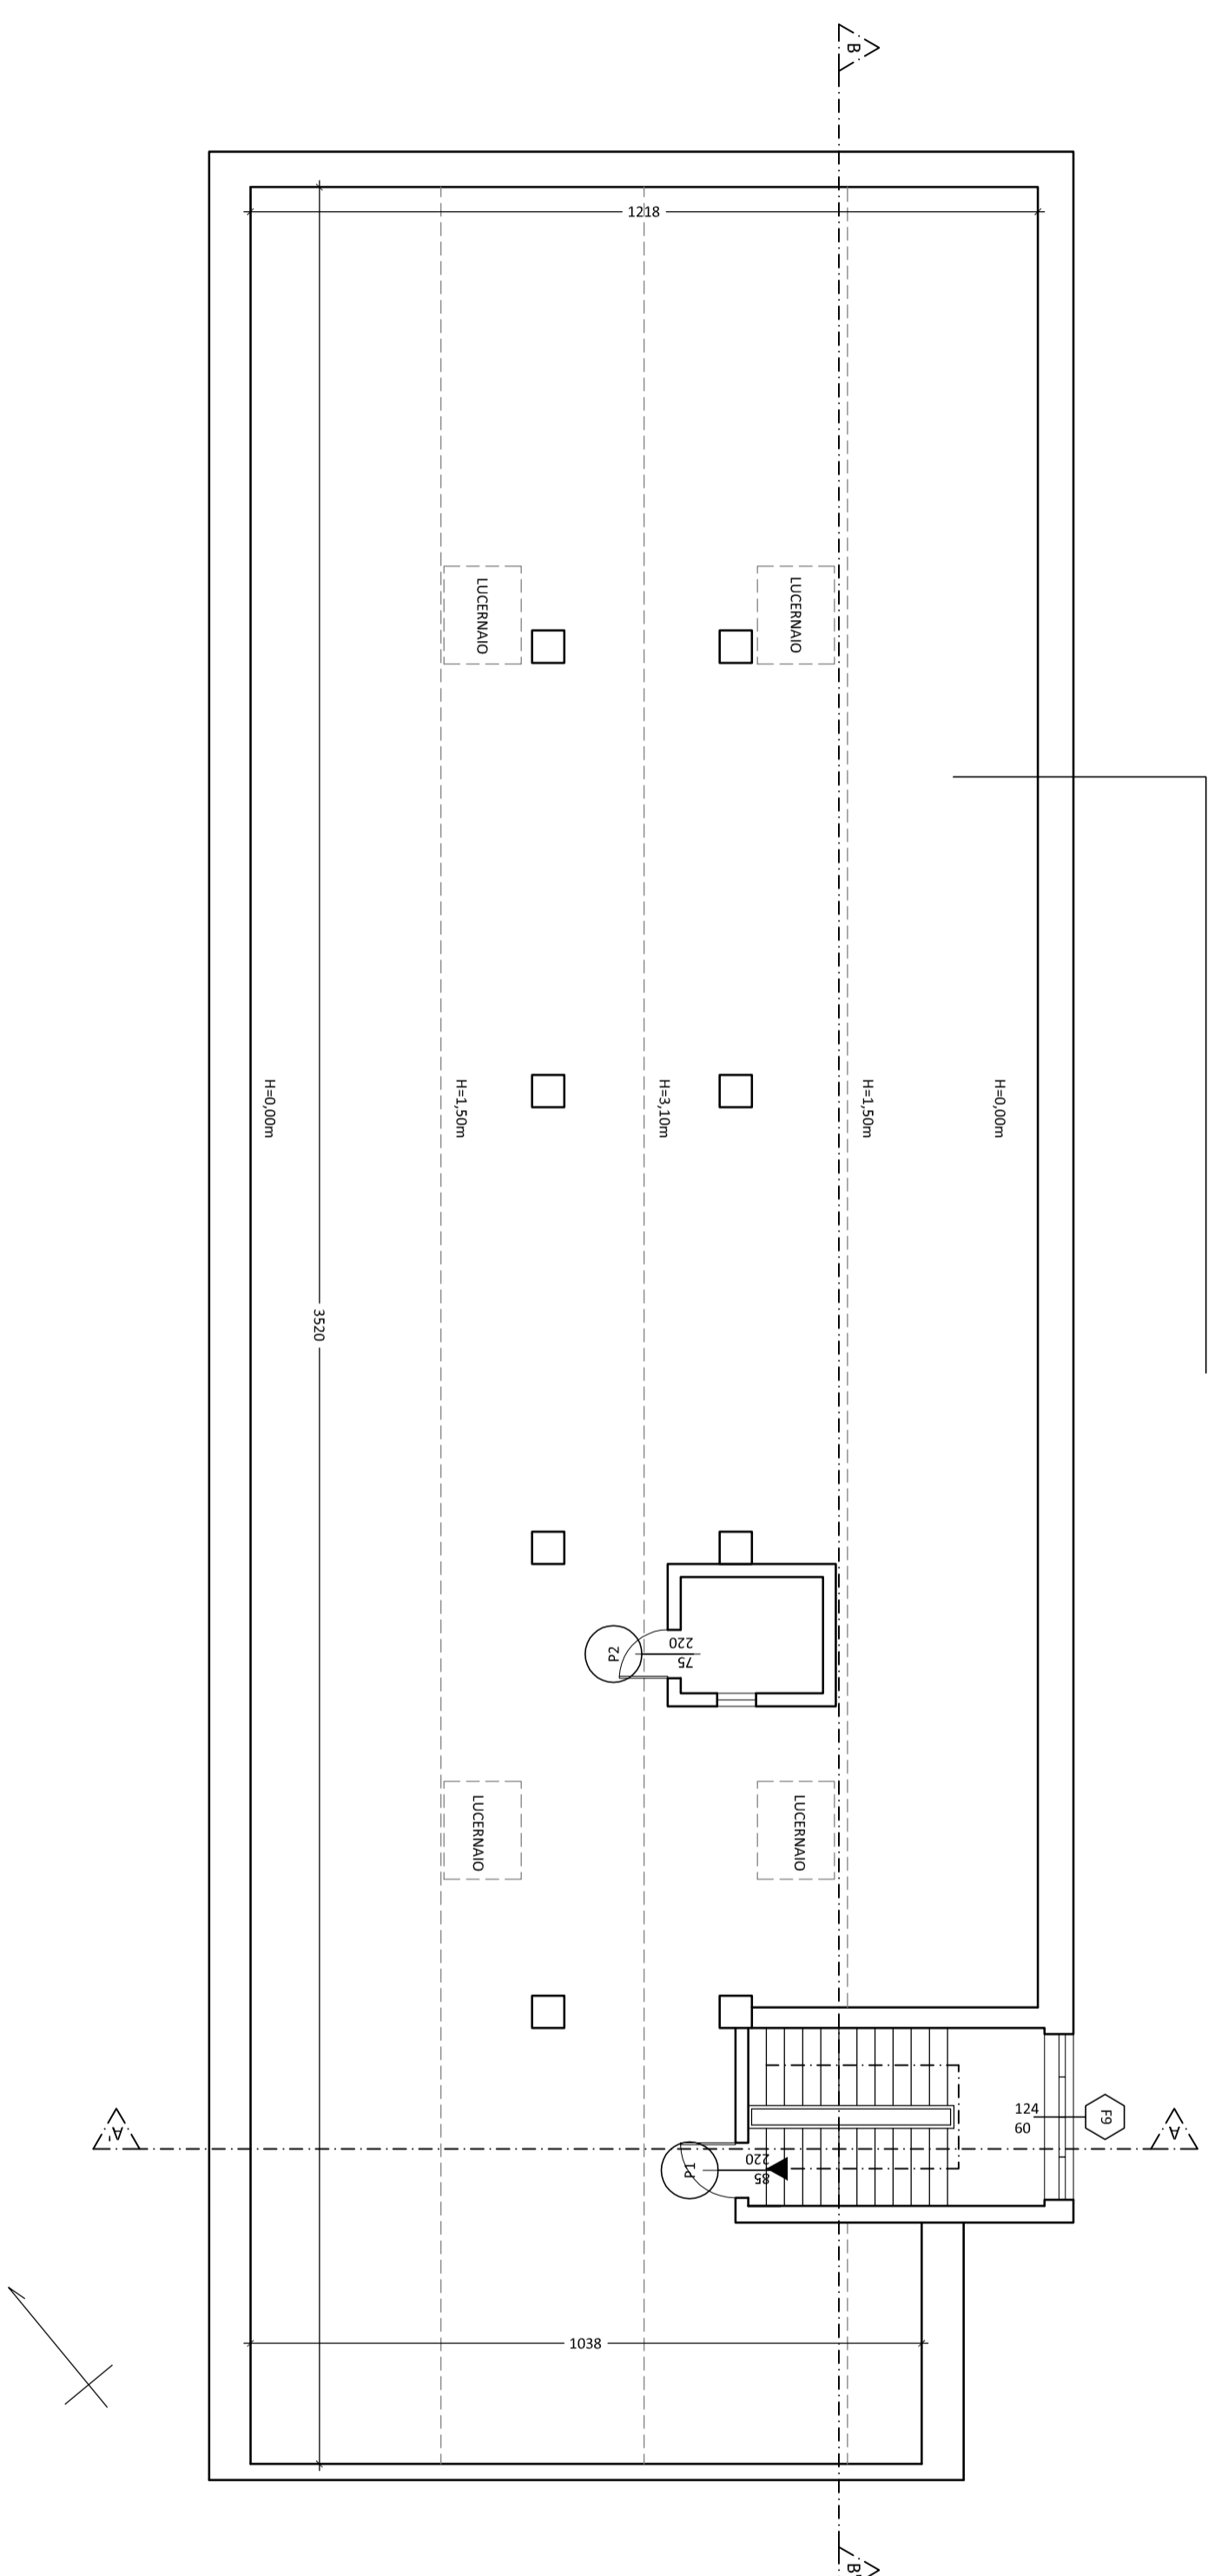 B
1218
LUCERNAIO
LUCERNAIO
H=0,00m
H=1,50m
H=3,10m
H=1,50m
H=0,00m
3520
P2
220
75
LUCERNAIO
LUCERNAIO
124
60
F9
A'
A
P1
220
85
1038
B'